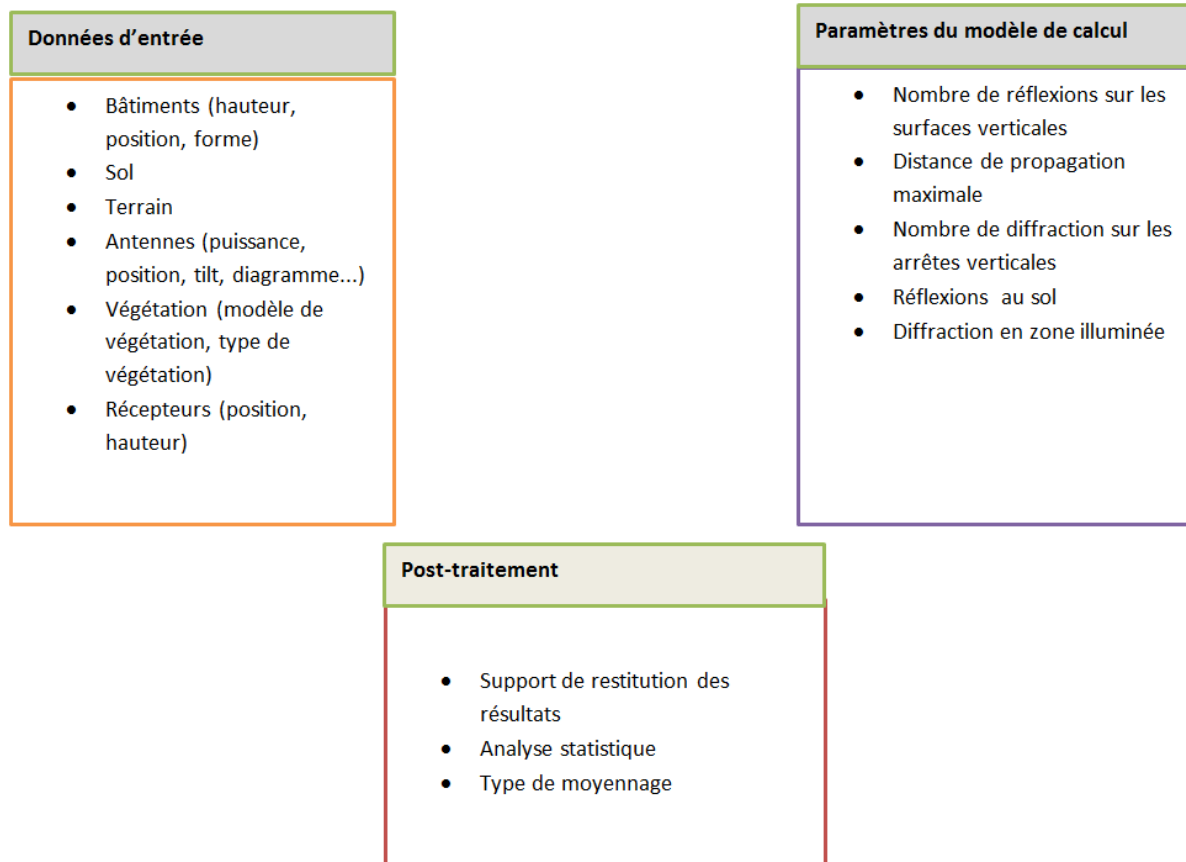 Données d’entrée
• Bâtiments (hauteur,
position, forme)
• Sol
• Terrain
• Antennes (puissance,
position, tilt, diagramme...)
• Végétation (modèle de
végétation, type de
végétation)
• Récepteurs (position,
hauteur)
Paramètres du modèle de calcul
• Nombre de réflexions sur les
surfaces verticales
• Distance de propagation
maximale
• Nombre de diffraction sur les
arrêtes verticales
• Réflexions au sol
• Diffraction en zone illuminée
Post-traitement
• Support de restitution des
résultats
• Analyse statistique
• Type de moyennage